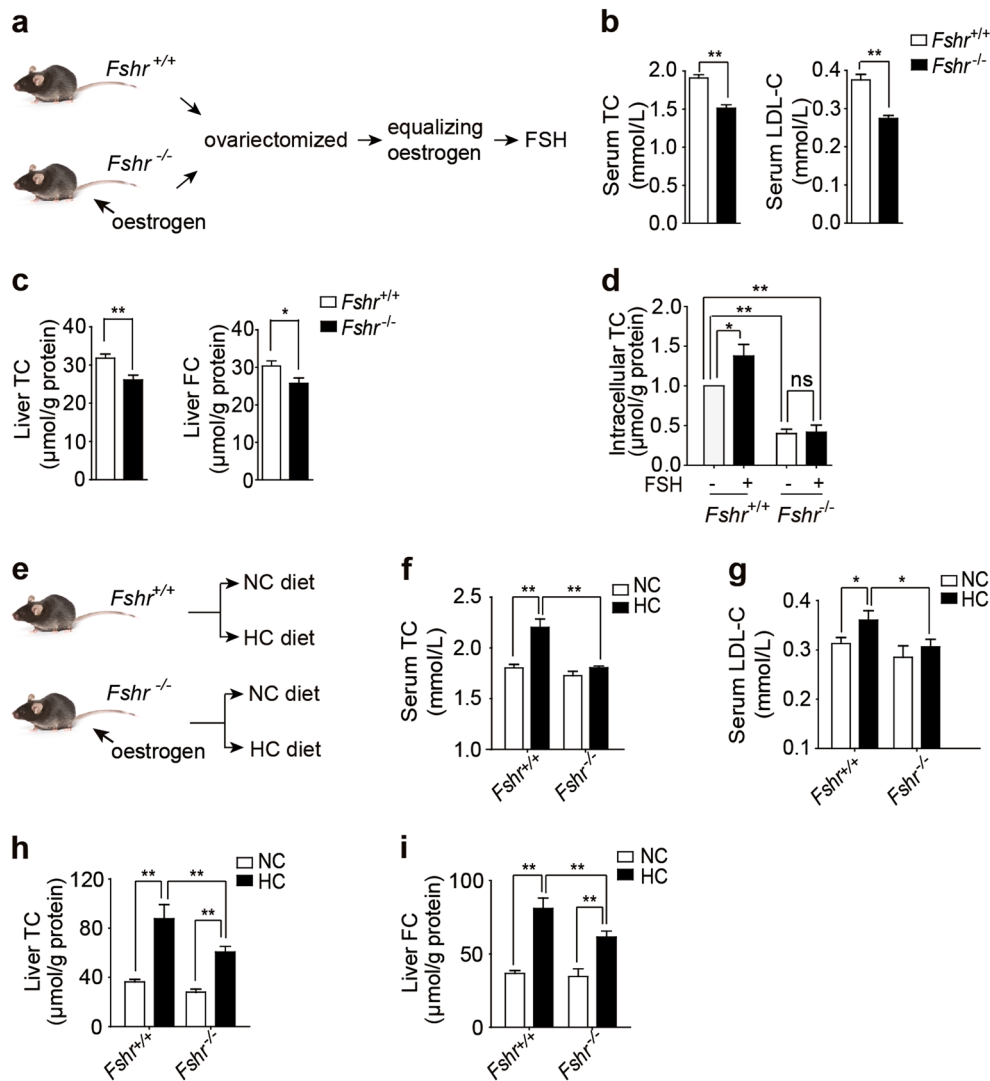 a
Fshr +/+
Fshr -/-
oestrogen
ovariectomized
equalizing
oestrogen
FSH
b
Fshr+/+
Fshr-/-
Serum TC
(mmol/L)
2.0
1.5
1.0
0.5
0.0
**
Serum LDL-C
(mmol/L)
0.4
0.3
0.2
0.1
0.0
**
c
Fshr+/+
Fshr-/-
Liver TC
(μmol/g protein)
40
30
20
10
0
**
Liver FC
(μmol/g protein)
40
30
20
10
0
*
d
Intracellular TC
(μmol/g protein)
2.0
1.5
1.0
0.5
0.0
**
**
*
ns
FSH - + - +
Fshr+/+ Fshr-/-
e
Fshr+/+
NC diet
HC diet
Fshr -/-
oestrogen
NC diet
HC diet
f
NC
HC
Serum TC
(mmol/L)
2.5
2.0
1.5
1.0
** **
Fshr+/+ Fshr-/-
g
NC
HC
Serum LDL-C
(mmol/L)
0.4
0.3
0.2
0.1
* *
Fshr+/+ Fshr-/-
h
NC
HC
Liver TC
(μmol/g protein)
120
80
40
0
** **
**
Fshr+/+ Fshr-/-
i
NC
HC
Liver FC
(μmol/g protein)
100
50
0
** **
**
Fshr+/+ Fshr-/-